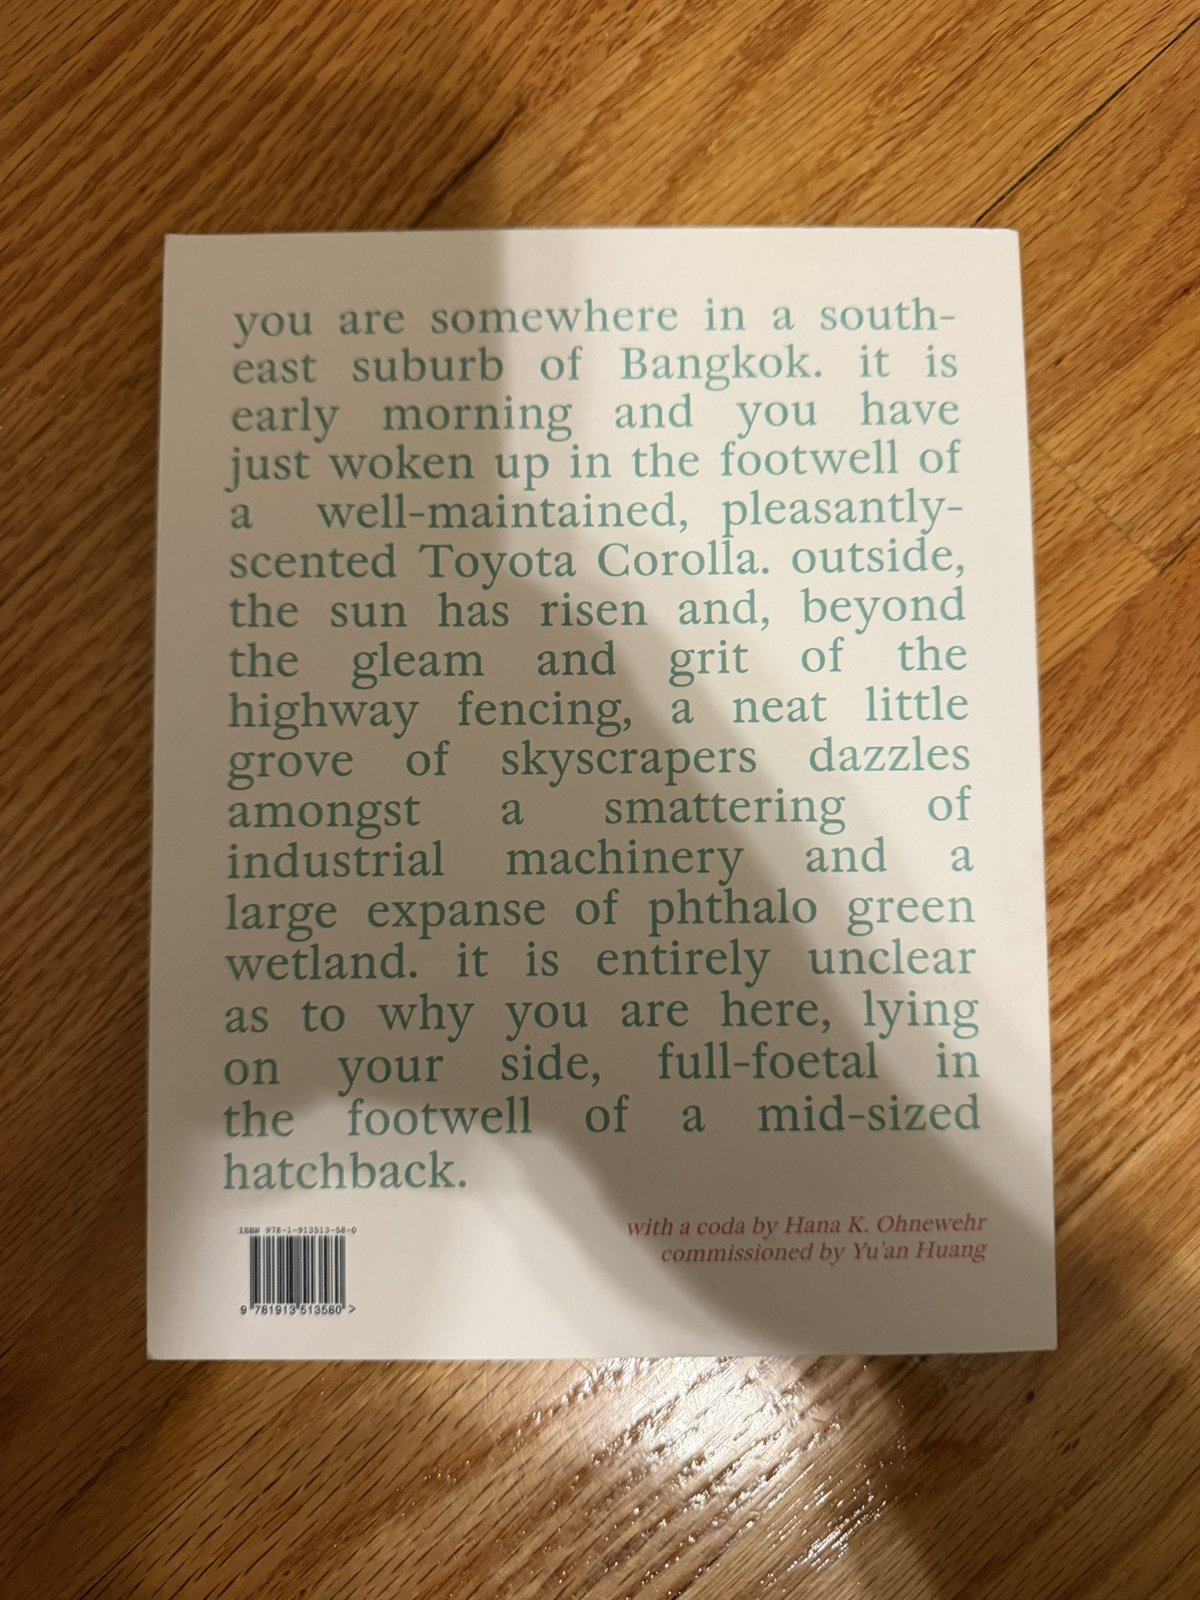 you are somewhere in a south-
east suburb of Bangkok. it is
early morning and you have
just woken up in the footwell of
a well-maintained, pleasantly-
scented Toyota Corolla. outside,
the sun has risen and, beyond
the gleam and grit of the
highway fencing, a neat little
grove of skyscrapers dazzles
amongst a smattering of
industrial machinery and a
large expanse of phthalo green
wetland. it is entirely unclear
as to why you are here, lying
on your side, full-foetal in
the footwell of a mid-sized
hatchback.
with a coda by Hana K. Ohnewehr
commissioned by Yu'an Huang
ISBN 978-1-913513-58-0
9 781913 513580 >